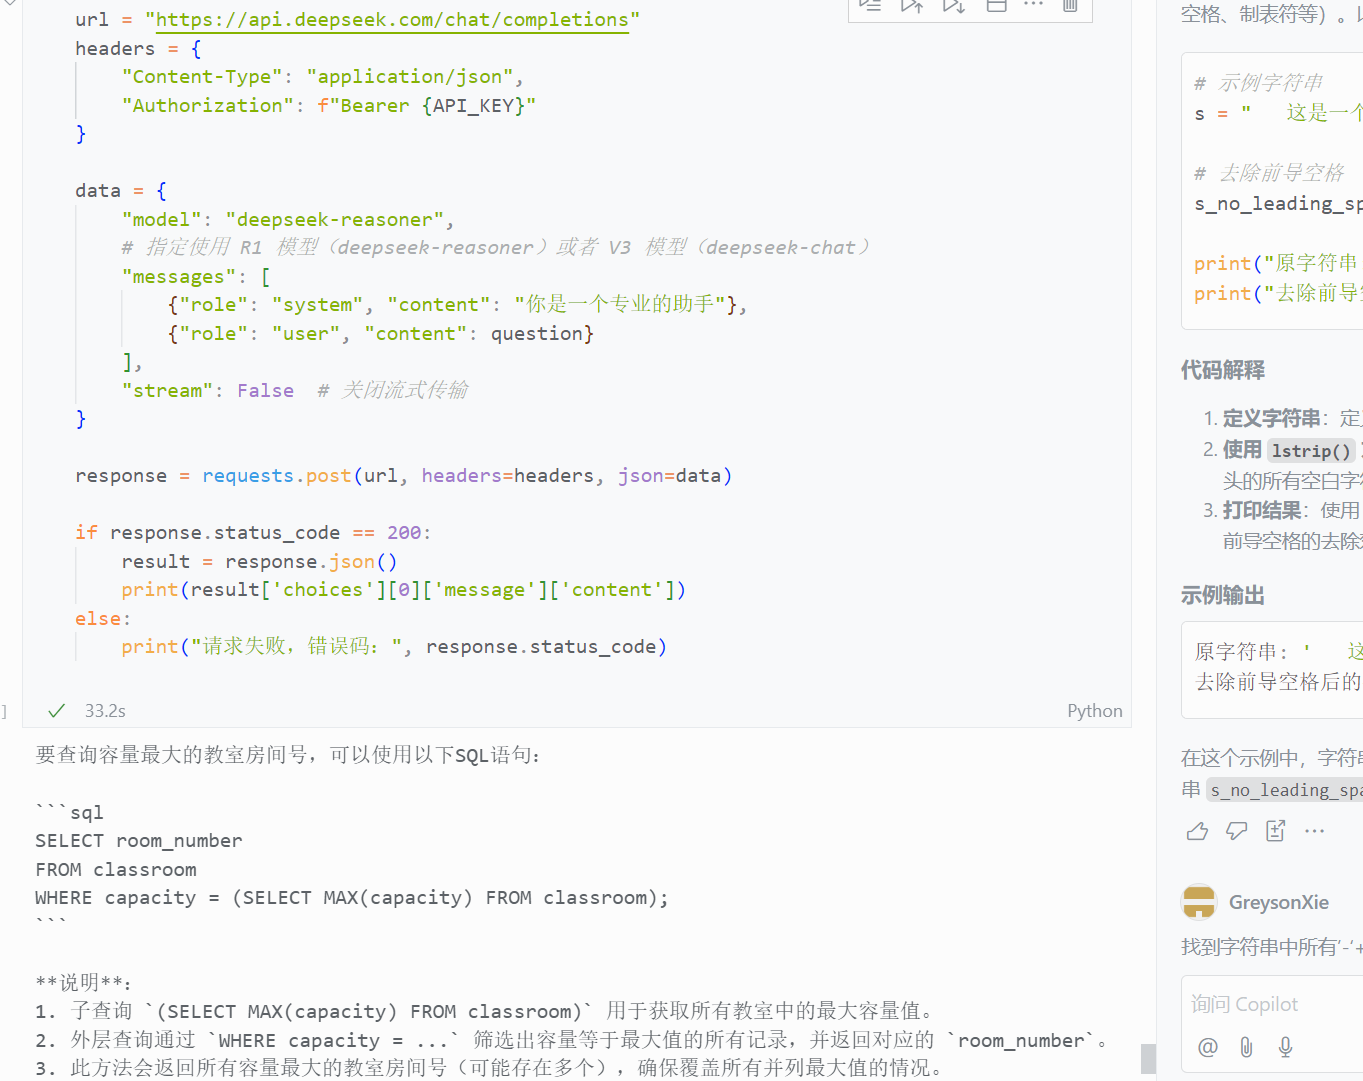 url = "https://api.deepseek.com/chat/completions"
headers = {
    "Content-Type": "application/json",
    "Authorization": f"Bearer {API_KEY}"
}
data = {
    "model": "deepseek-reasoner",
    # 指定使用 R1 模型（deepseek-reasoner）或者 V3 模型（deepseek-chat）
    "messages": [
        {"role": "system", "content": "你是一个专业的助手"},
        {"role": "user", "content": question}
    ],
    "stream": False  # 关闭流式传输
}
response = requests.post(url, headers=headers, json=data)
if response.status_code == 200:
    result = response.json()
    print(result['choices'][0]['message']['content'])
else:
    print("请求失败，错误码：", response.status_code)
]
33.2s
Python
要查询容量最大的教室房间号，可以使用以下SQL语句：
```sql
SELECT room_number
FROM classroom
WHERE capacity = (SELECT MAX(capacity) FROM classroom);
```
**说明**：
1. 子查询 `(SELECT MAX(capacity) FROM classroom)` 用于获取所有教室中的最大容量值。
2. 外层查询通过 `WHERE capacity = ...` 筛选出容量等于最大值的所有记录，并返回对应的 `room_number`。
3. 此方法会返回所有容量最大的教室房间号（可能存在多个），确保覆盖所有并列最大值的情况。
空格、制表符等）。
# 示例字符串
s = "   这是一个
# 去除前导空格
s_no_leading_sp
print("原字符串
print("去除前导
代码解释
1. 定义字符串：定
2. 使用 lstrip()
头的所有空白字符
3. 打印结果：使用
前导空格的去除
示例输出
原字符串: '   这
去除前导空格后的
在这个示例中，字符串
串 s_no_leading_spa
GreysonXie
找到字符串中所有'-'+
询问 Copilot
@